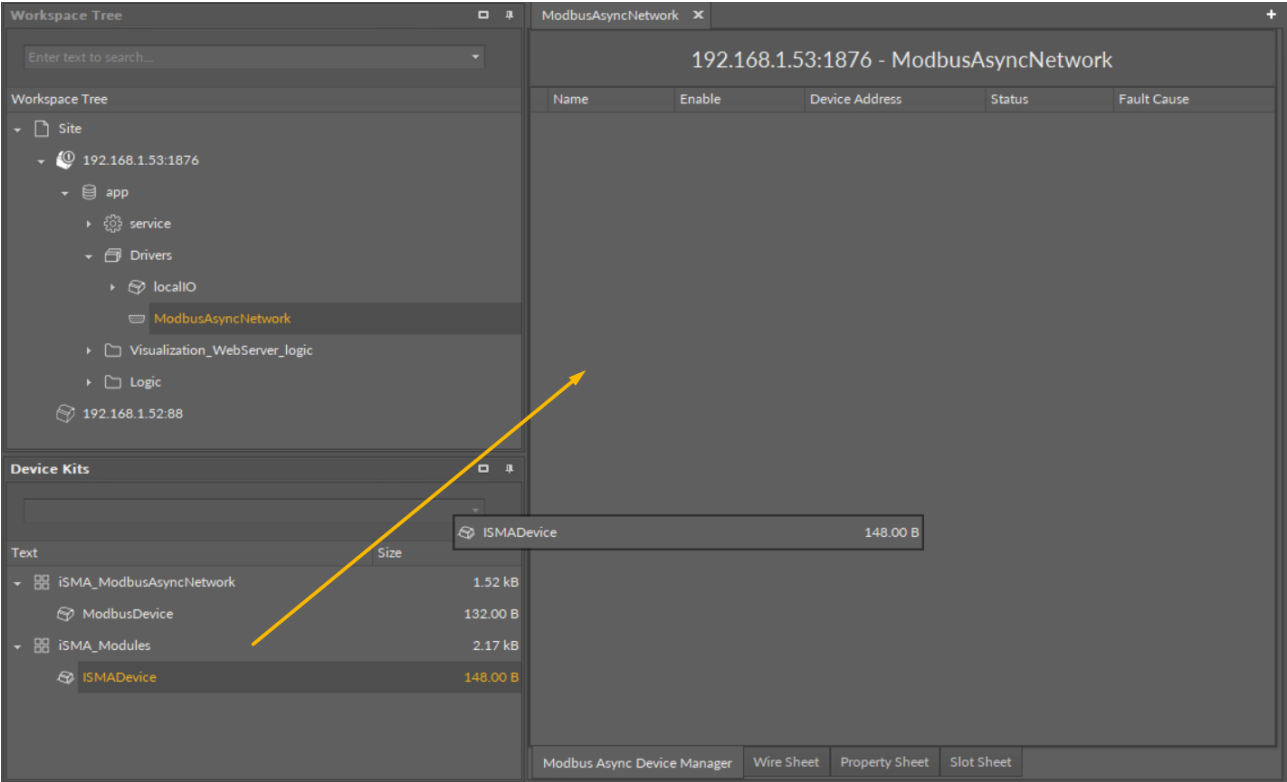 Workspace Tree
Enter text to search...
Workspace Tree
Site
192.168.1.53:1876
app
service
Drivers
localIO
ModbusAsyncNetwork
Visualization_WebServer_logic
Logic
192.168.1.52:88
Device Kits
Text Size
iSMA_ModbusAsyncNetwork 1.52 kB
ModbusDevice 132.00 B
iSMA_Modules 2.17 kB
ISMADevice 148.00 B
ModbusAsyncNetwork
192.168.1.53:1876 - ModbusAsyncNetwork
Name Enable Device Address Status Fault Cause
ISMADevice 148.00 B
Modbus Async Device Manager Wire Sheet Property Sheet Slot Sheet